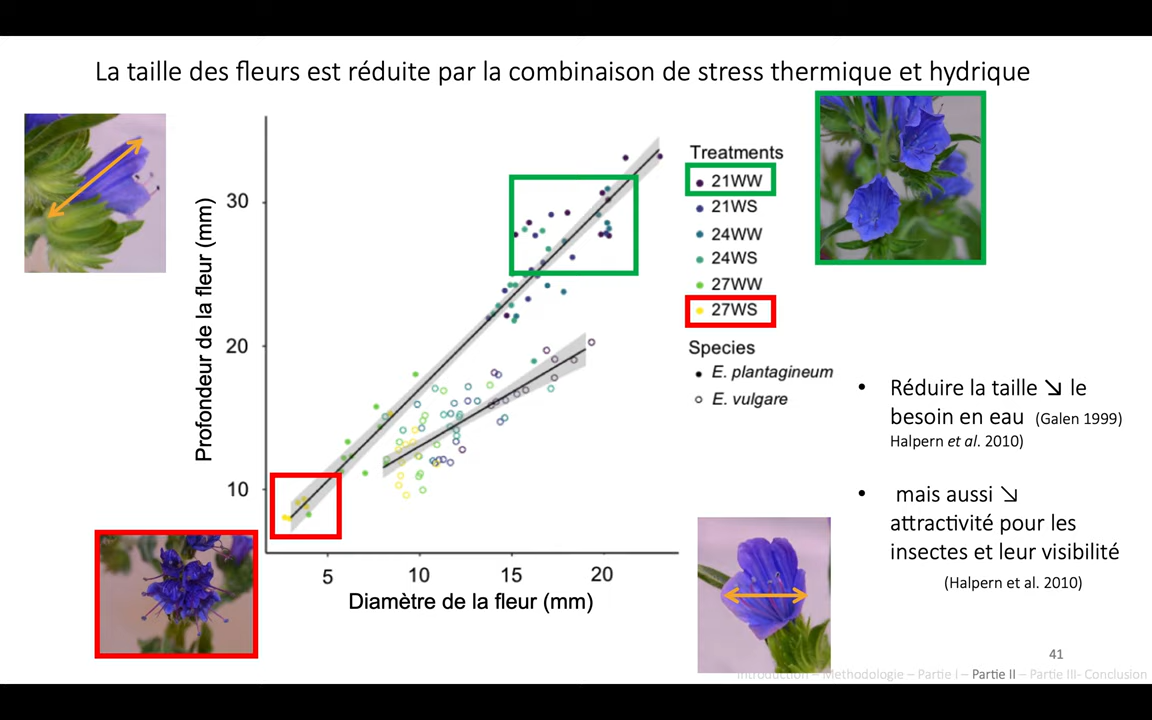 La taille des fleurs est réduite par la combinaison de stress thermique et hydrique
Profondeur de la fleur (mm)
30
20
10
5
10
15
20
Diamètre de la fleur (mm)
Treatments
21WW
21WS
24WW
24WS
27WW
27WS
Species
E. plantagineum
E. vulgare
• Réduire la taille ↘ le
besoin en eau (Galen 1999)
Halpern et al. 2010)
• mais aussi ↘
attractivité pour les
insectes et leur visibilité
(Halpern et al. 2010)
41
Introduction – Methodologie – Partie I – Partie II – Partie III- Conclusion